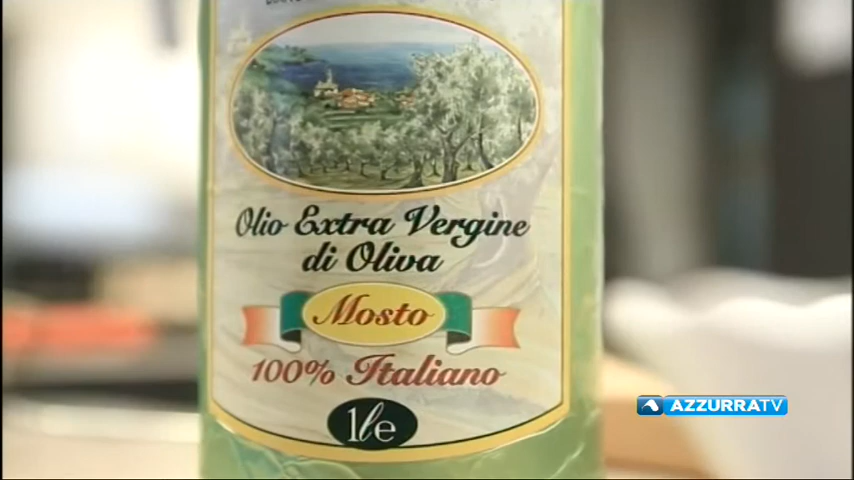 Olio Extra Vergine
di Oliva
Mosto
100% Italiano
1le
AZZURRATV